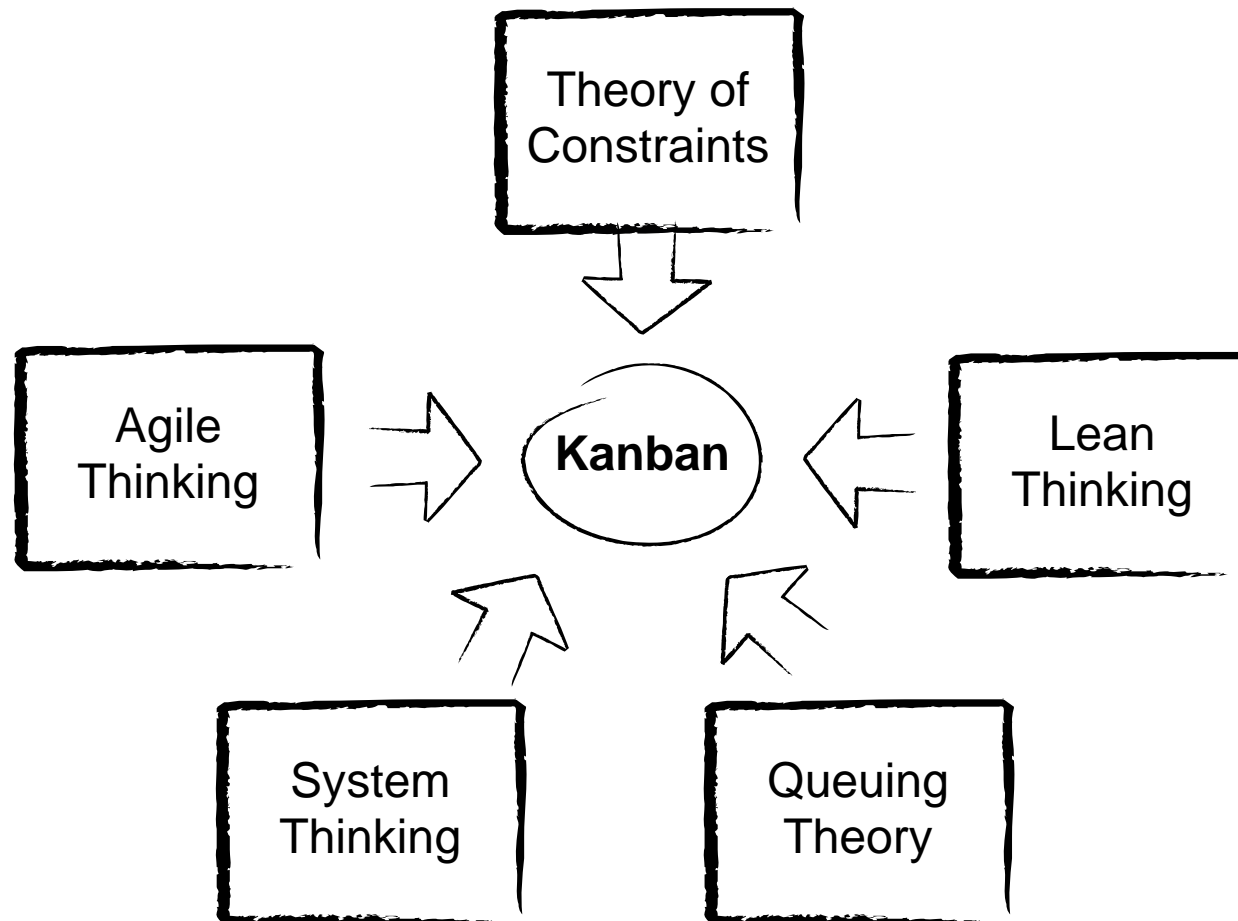 Theory of
Constraints
Agile
Thinking
Kanban
Lean
Thinking
System
Thinking
Queuing
Theory